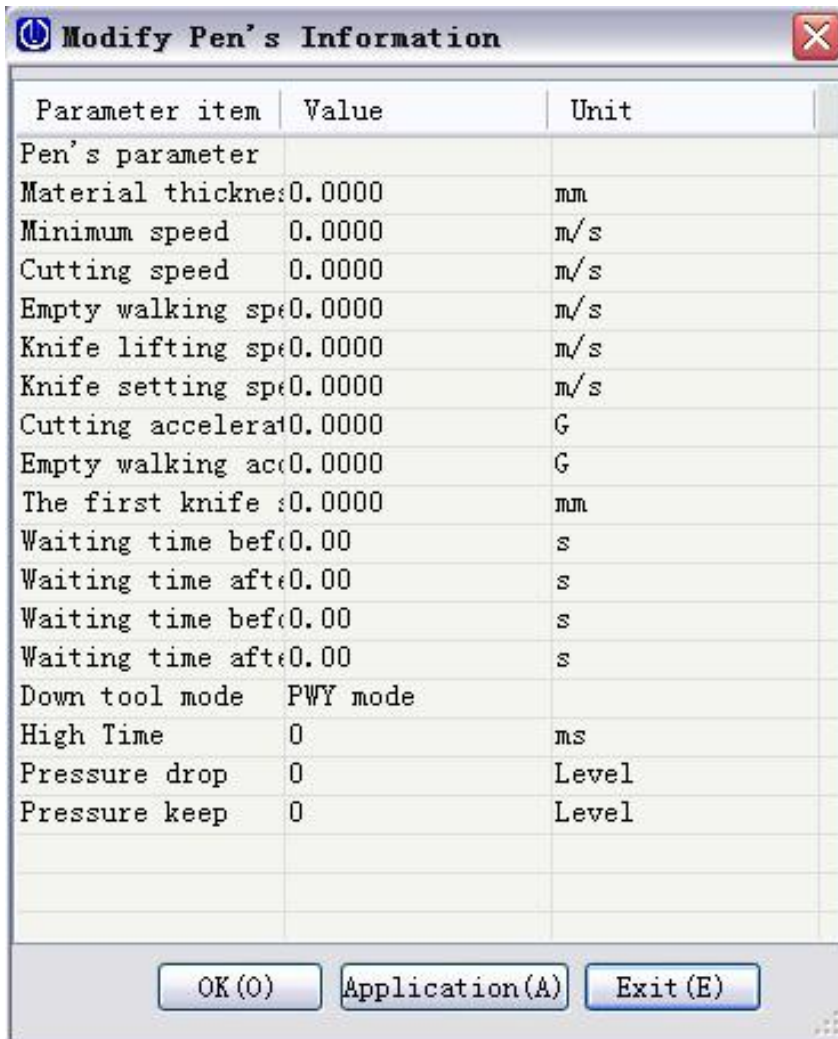 Modify Pen's Information
Parameter item Value Unit
Pen's parameter
Material thickne 0.0000 mm
Minimum speed 0.0000 m/s
Cutting speed 0.0000 m/s
Empty walking sp 0.0000 m/s
Knife lifting sp 0.0000 m/s
Knife setting sp 0.0000 m/s
Cutting accelerat 0.0000 G
Empty walking ac 0.0000 G
The first knife 0.0000 mm
Waiting time bef 0.00 s
Waiting time aft 0.00 s
Waiting time bef 0.00 s
Waiting time aft 0.00 s
Down tool mode PWY mode
High Time 0 ms
Pressure drop 0 Level
Pressure keep 0 Level
OK(O) Application(A) Exit(E)